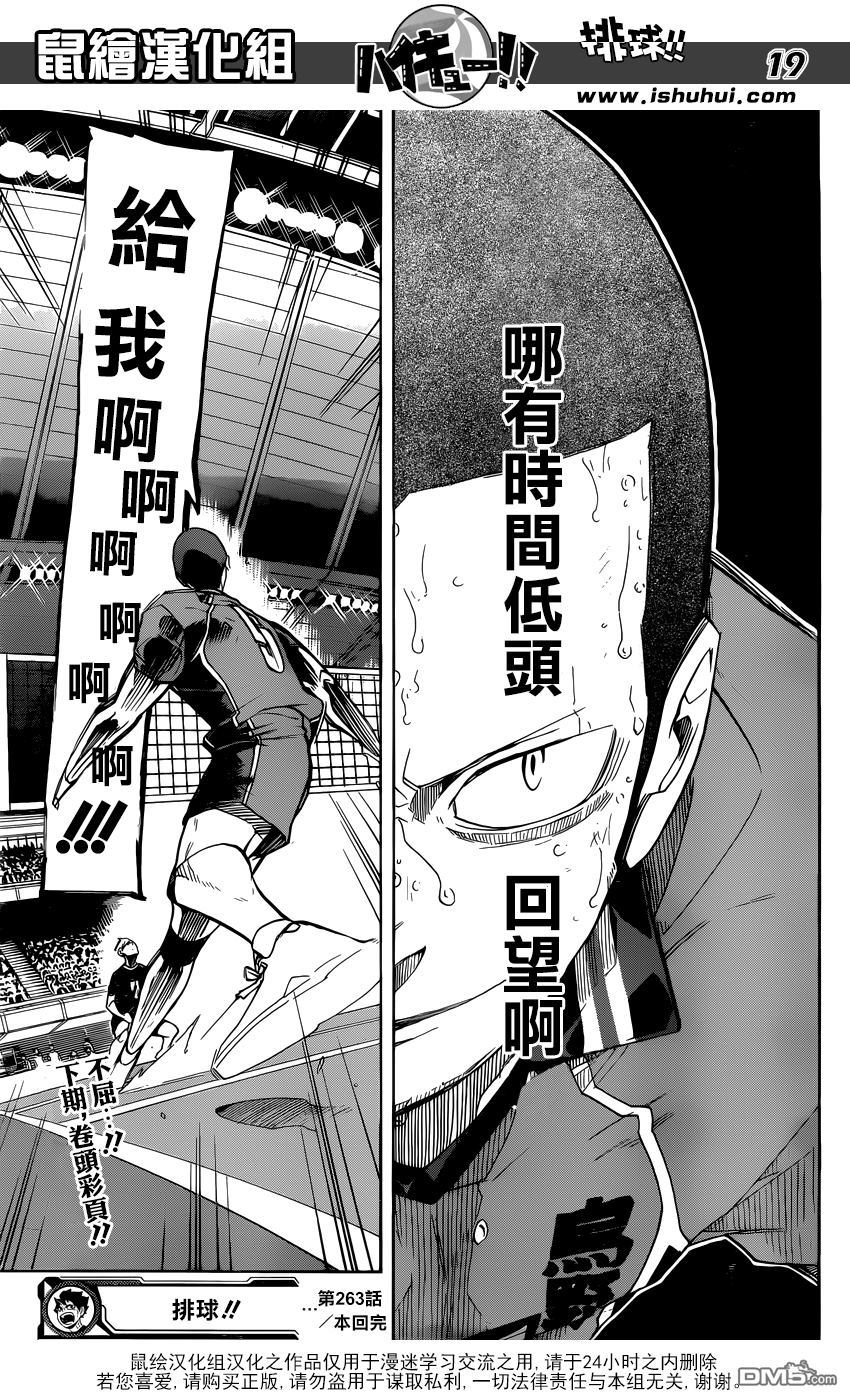 鼠繪漢化組
ハイキュー!!
排球!!
19
www.ishuhui.com
哪有時間低頭
回望啊
給我啊啊啊啊啊啊!!!
烏野
不屈…!!
下期,卷頭彩頁!!
排球!!
…第263話
/本回完
鼠绘汉化组汉化之作品仅用于漫迷学习交流之用,请于24小时之内删除
若您喜爱,请购买正版,请勿用于谋取私利,一切法律责任与本组无关,谢谢。
DM5.com